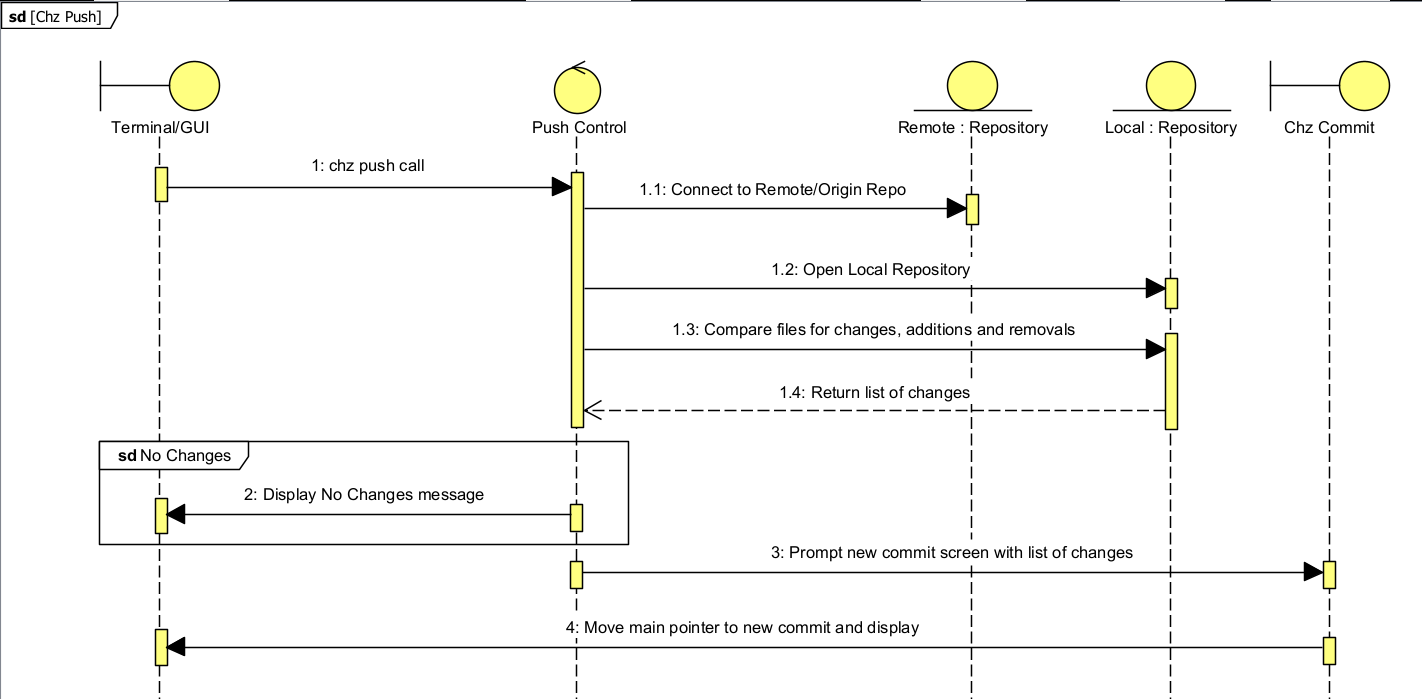 sd [Chz Push]
Terminal/GUI
Push Control
Remote : Repository
Local : Repository
Chz Commit
1: chz push call
1.1: Connect to Remote/Origin Repo
1.2: Open Local Repository
1.3: Compare files for changes, additions and removals
1.4: Return list of changes
sd No Changes
2: Display No Changes message
3: Prompt new commit screen with list of changes
4: Move main pointer to new commit and display